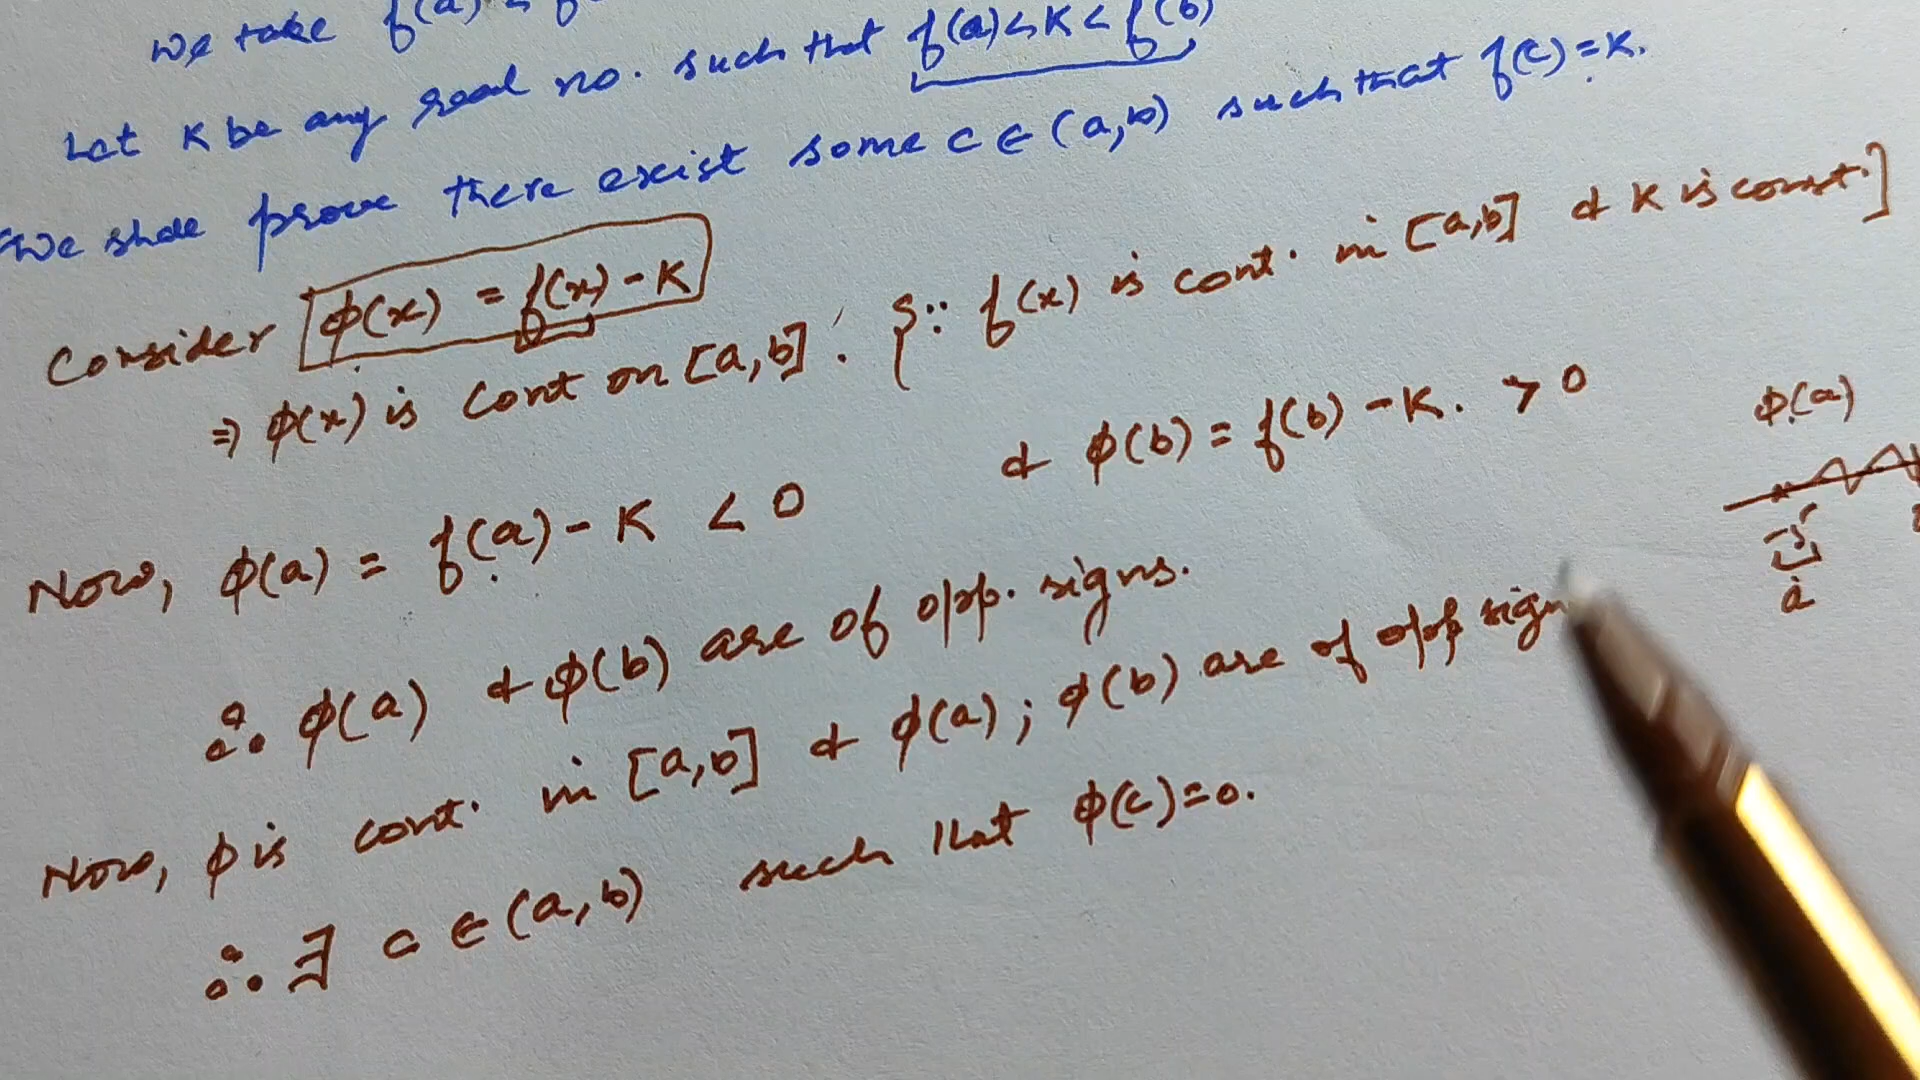 We take f(a) <
Let K be any real no. such that f(a)<K<f(b)
We shall prove there exist some c ∈ (a,b) such that f(c)=K.
Consider φ(x) = f(x) - K
⇒ φ(x) is cont on [a,b]. {∵ f(x) is cont. in [a,b] & K is const.]
Now, φ(a) = f(a) - K < 0 & φ(b) = f(b) - K. > 0
∴ φ(a) & φ(b) are of opp. signs.
Now, φ is cont. in [a,b] & φ(a); φ(b) are of opp sign
∴ ∃ c ∈ (a,b) such that φ(c)=0.
φ(a)
a